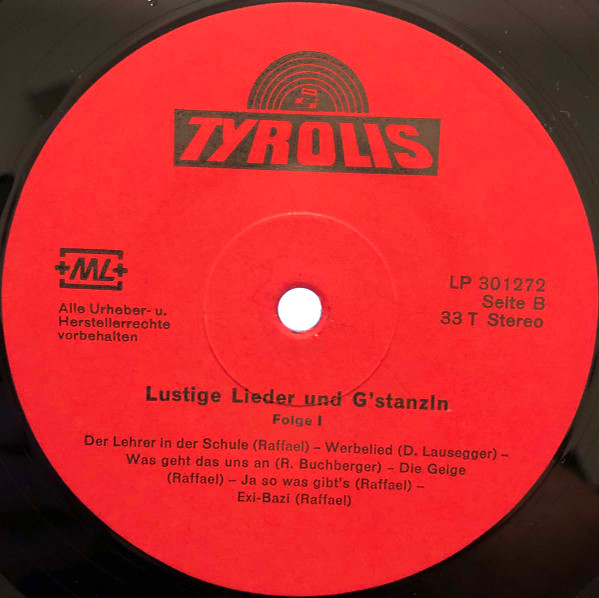 TYROLIS
+ML+
Alle Urheber- u.
Herstellerrechte
vorbehalten
LP 301272
Seite B
33 T Stereo
Lustige Lieder und G'stanzln
Folge I
Der Lehrer in der Schule (Raffael) – Werbelied (D. Lausegger) –
Was geht das uns an (R. Buchberger) – Die Geige
(Raffael) – Ja so was gibt's (Raffael) –
Exi-Bazi (Raffael)